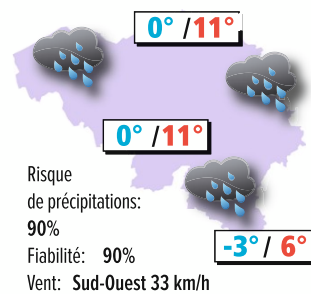 0° /11°
0° /11°
Risque
de précipitations:
90%
Fiabilité: 90%
-3°/ 6°
Vent: Sud-Ouest 33 km/h